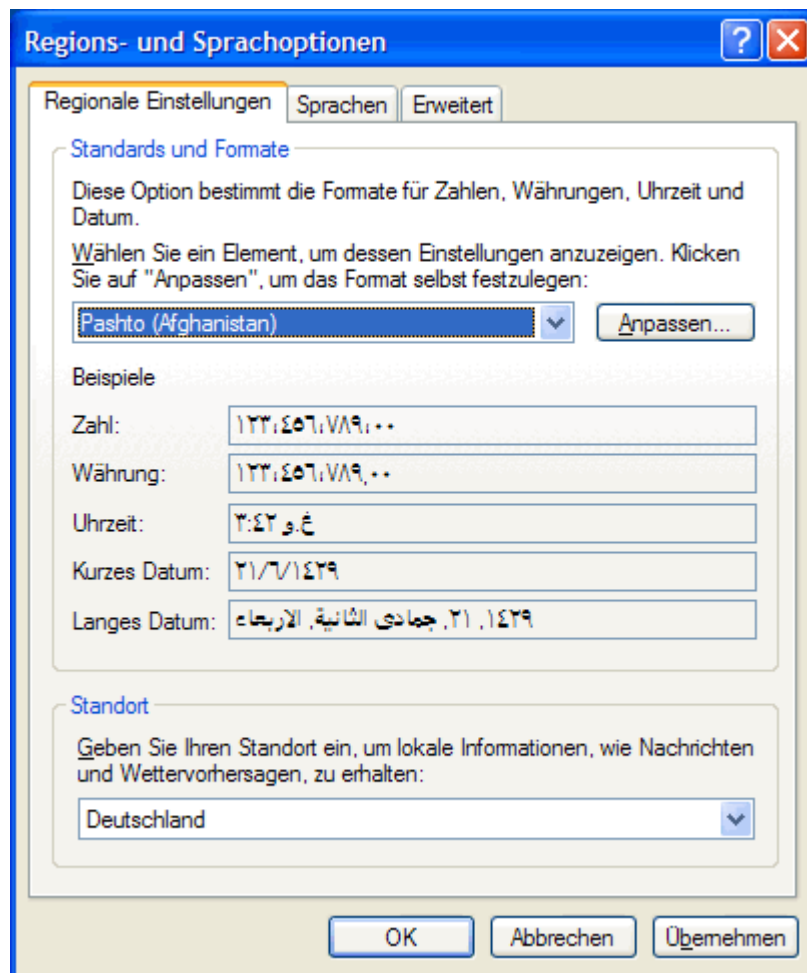 Regions- und Sprachoptionen
Regionale Einstellungen Sprachen Erweitert
Standards und Formate
Diese Option bestimmt die Formate für Zahlen, Währungen, Uhrzeit und
Datum.
Wählen Sie ein Element, um dessen Einstellungen anzuzeigen. Klicken
Sie auf "Anpassen", um das Format selbst festzulegen:
Pashto (Afghanistan) Anpassen...
Beispiele
Zahl: ١٢٣،٤٥٦،٧٨٩،٠٠
Währung: ١٢٣،٤٥٦،٧٨٩,٠٠
Uhrzeit: غ.و ٣:٤٢
Kurzes Datum: ٢١/٦/١٤٢٩
Langes Datum: ١٤٢٩, ٢١, جمادى الثانية, الاربعاء
Standort
Geben Sie Ihren Standort ein, um lokale Informationen, wie Nachrichten
und Wettervorhersagen, zu erhalten:
Deutschland
OK Abbrechen Übernehmen